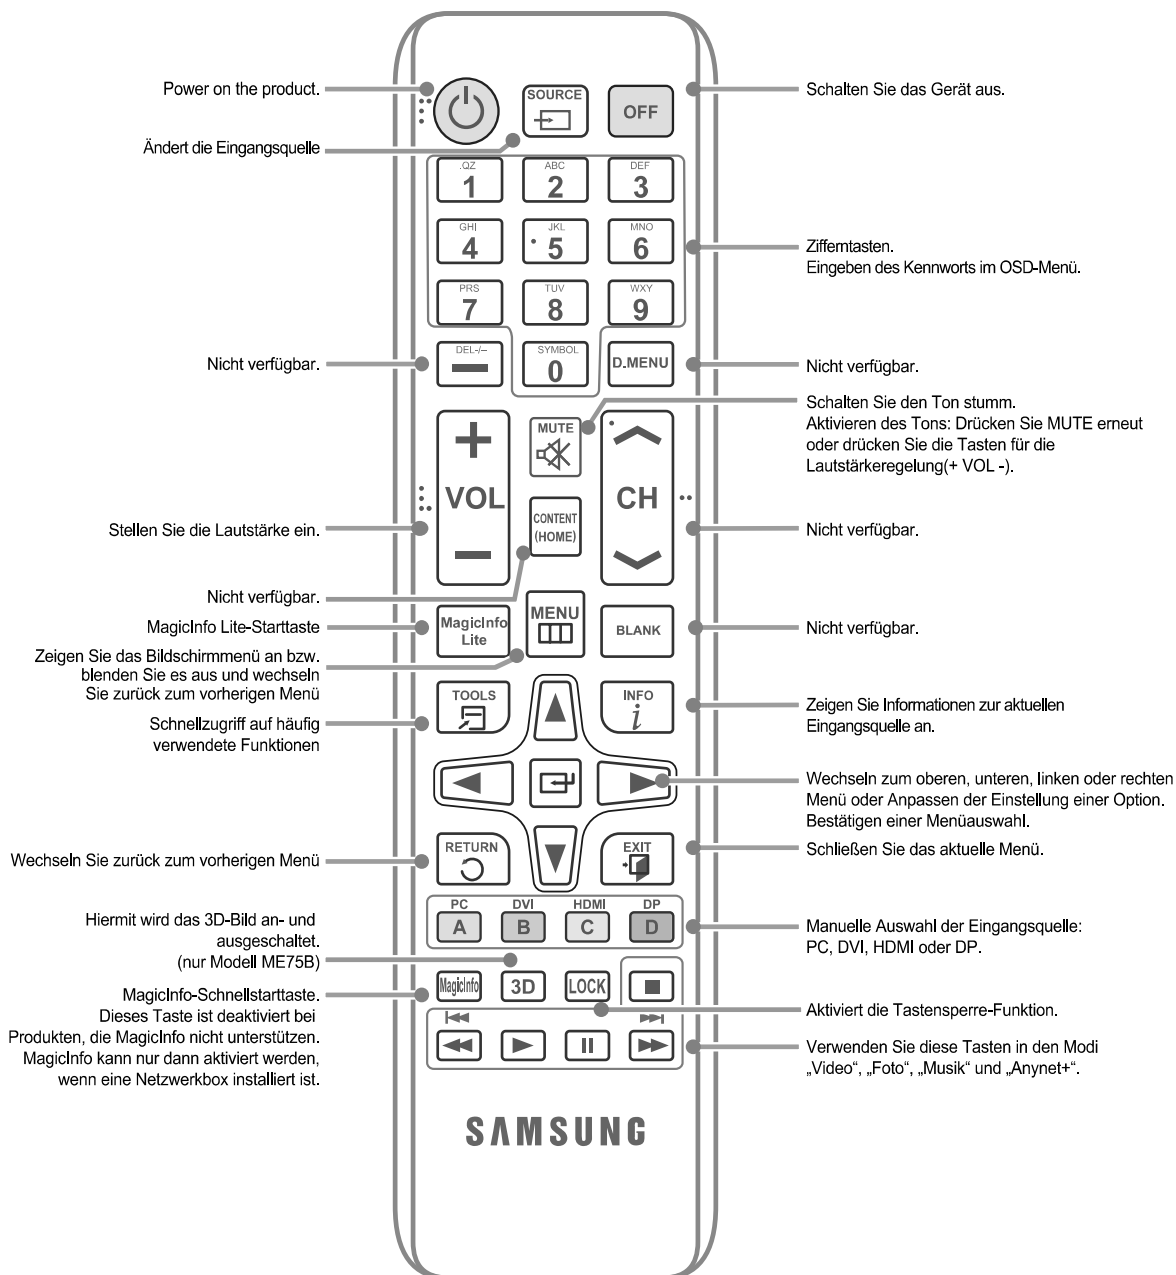 Power on the product.
SOURCE
OFF
Schalten Sie das Gerät aus.
Ändert die Eingangsquelle
.QZ
1
ABC
2
DEF
3
GHI
4
JKL
5
MNO
6
Zifferntasten.
Eingeben des Kennworts im OSD-Menü.
PRS
7
TUV
8
WXY
9
Nicht verfügbar.
DEL-/--
SYMBOL
0
D.MENU
Nicht verfügbar.
Schalten Sie den Ton stumm.
Aktivieren des Tons: Drücken Sie MUTE erneut
oder drücken Sie die Tasten für die
Lautstärkeregelung(+ VOL -).
MUTE
VOL
CH
CONTENT
(HOME)
Stellen Sie die Lautstärke ein.
Nicht verfügbar.
Nicht verfügbar.
MagicInfo Lite-Starttaste
MagicInfo
Lite
MENU
BLANK
Nicht verfügbar.
Zeigen Sie das Bildschirmmenü an bzw.
blenden Sie es aus und wechseln
Sie zurück zum vorherigen Menü
TOOLS
INFO
i
Schnellzugriff auf häufig
verwendete Funktionen
Zeigen Sie Informationen zur aktuellen
Eingangsquelle an.
Wechseln zum oberen, unteren, linken oder rechten
Menü oder Anpassen der Einstellung einer Option.
Bestätigen einer Menüauswahl.
Wechseln Sie zurück zum vorherigen Menü
RETURN
EXIT
Schließen Sie das aktuelle Menü.
Hiermit wird das 3D-Bild an- und
ausgeschaltet.
(nur Modell ME75B)
PC
DVI
HDMI
DP
A
B
C
D
Manuelle Auswahl der Eingangsquelle:
PC, DVI, HDMI oder DP.
MagicInfo
3D
LOCK
MagicInfo-Schnellstarttaste.
Dieses Taste ist deaktiviert bei
Produkten, die MagicInfo nicht unterstützen.
MagicInfo kann nur dann aktiviert werden,
wenn eine Netzwerkbox installiert ist.
Aktiviert die Tastensperre-Funktion.
Verwenden Sie diese Tasten in den Modi
„Video“, „Foto“, „Musik“ und „Anynet+“.
SAMSUNG